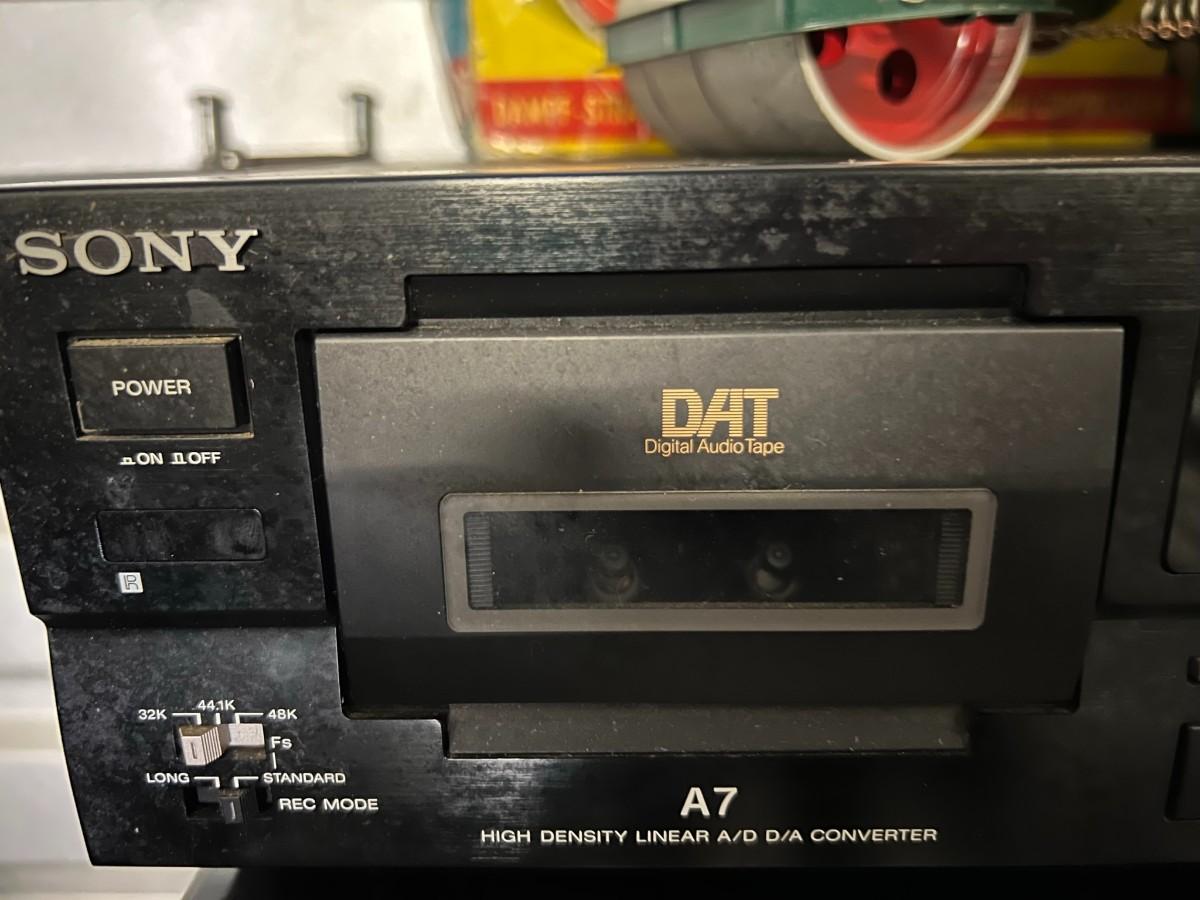 DAMPF-
SONY
POWER
ON OFF
DAT
Digital Audio Tape
R
32K 44.1K 48K
Fs
LONG STANDARD
REC MODE
A7
HIGH DENSITY LINEAR A/D D/A CONVERTER